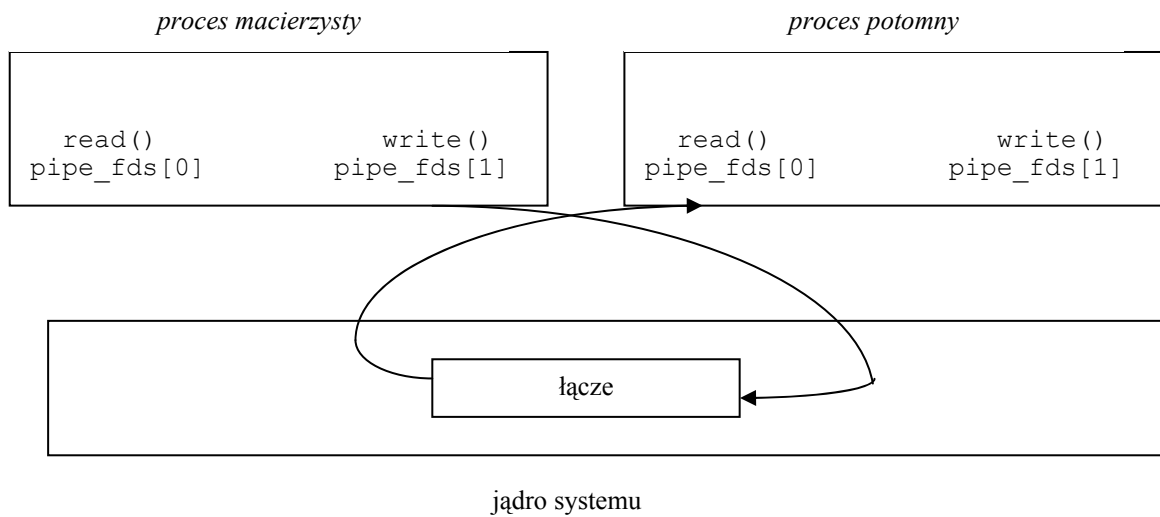 proces macierzysty proces potomny
read() write() read() write()
pipe_fds[0] pipe_fds[1] pipe_fds[0] pipe_fds[1]
łącze
jądro systemu